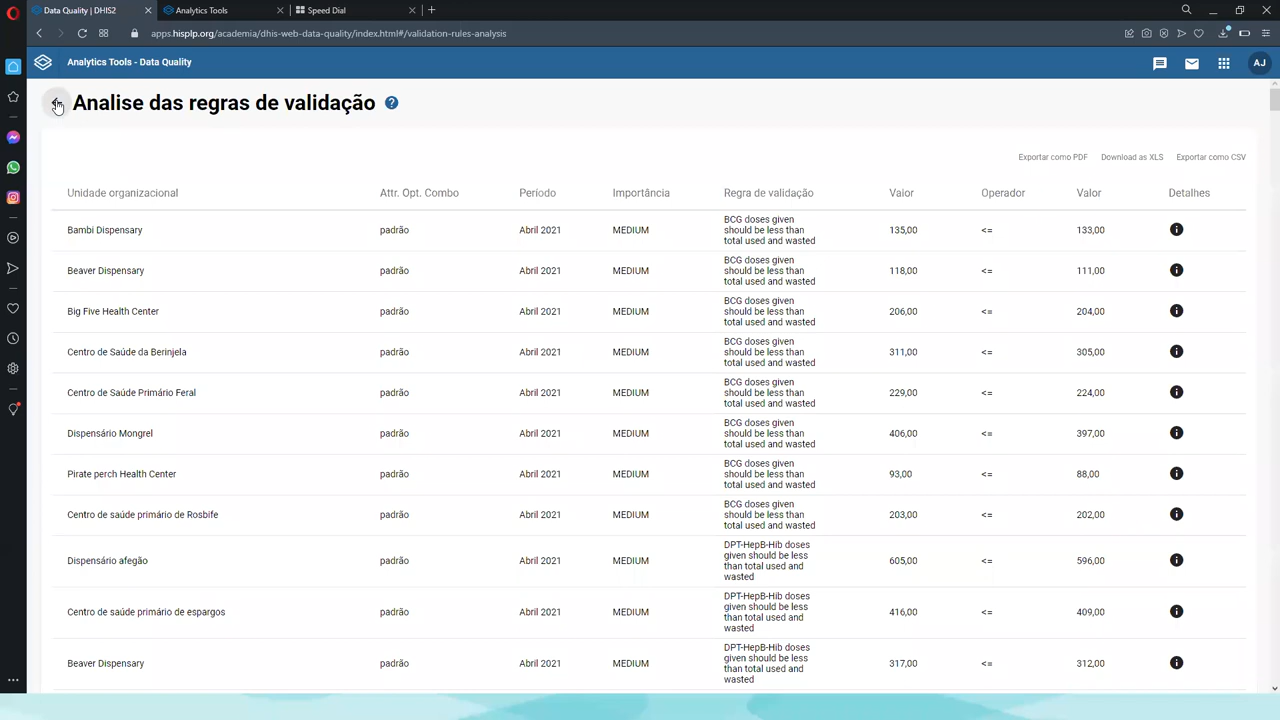 Data Quality | DHIS2
Analytics Tools
Speed Dial
apps.hisplp.org/academia/dhis-web-data-quality/index.html#/validation-rules-analysis
Analytics Tools - Data Quality
AJ
Analise das regras de validação
Exportar como PDF Download as XLS Exportar como CSV
Unidade organizacional Attr. Opt. Combo Período Importância Regra de validação Valor Operador Valor Detalhes
Bambi Dispensary padrão Abril 2021 MEDIUM BCG doses given
should be less than
total used and wasted 135,00 <= 133,00
Beaver Dispensary padrão Abril 2021 MEDIUM BCG doses given
should be less than
total used and wasted 118,00 <= 111,00
Big Five Health Center padrão Abril 2021 MEDIUM BCG doses given
should be less than
total used and wasted 206,00 <= 204,00
Centro de Saúde da Berinjela padrão Abril 2021 MEDIUM BCG doses given
should be less than
total used and wasted 311,00 <= 305,00
Centro de Saúde Primário Feral padrão Abril 2021 MEDIUM BCG doses given
should be less than
total used and wasted 229,00 <= 224,00
Dispensário Mongrel padrão Abril 2021 MEDIUM BCG doses given
should be less than
total used and wasted 406,00 <= 397,00
Pirate perch Health Center padrão Abril 2021 MEDIUM BCG doses given
should be less than
total used and wasted 93,00 <= 88,00
Centro de saúde primário de Rosbife padrão Abril 2021 MEDIUM BCG doses given
should be less than
total used and wasted 203,00 <= 202,00
Dispensário afegão padrão Abril 2021 MEDIUM DPT-HepB-Hib doses
given should be less
than total used and
wasted 605,00 <= 596,00
Centro de saúde primário de espargos padrão Abril 2021 MEDIUM DPT-HepB-Hib doses
given should be less
than total used and
wasted 416,00 <= 409,00
Beaver Dispensary padrão Abril 2021 MEDIUM DPT-HepB-Hib doses
given should be less
than total used and
wasted 317,00 <= 312,00